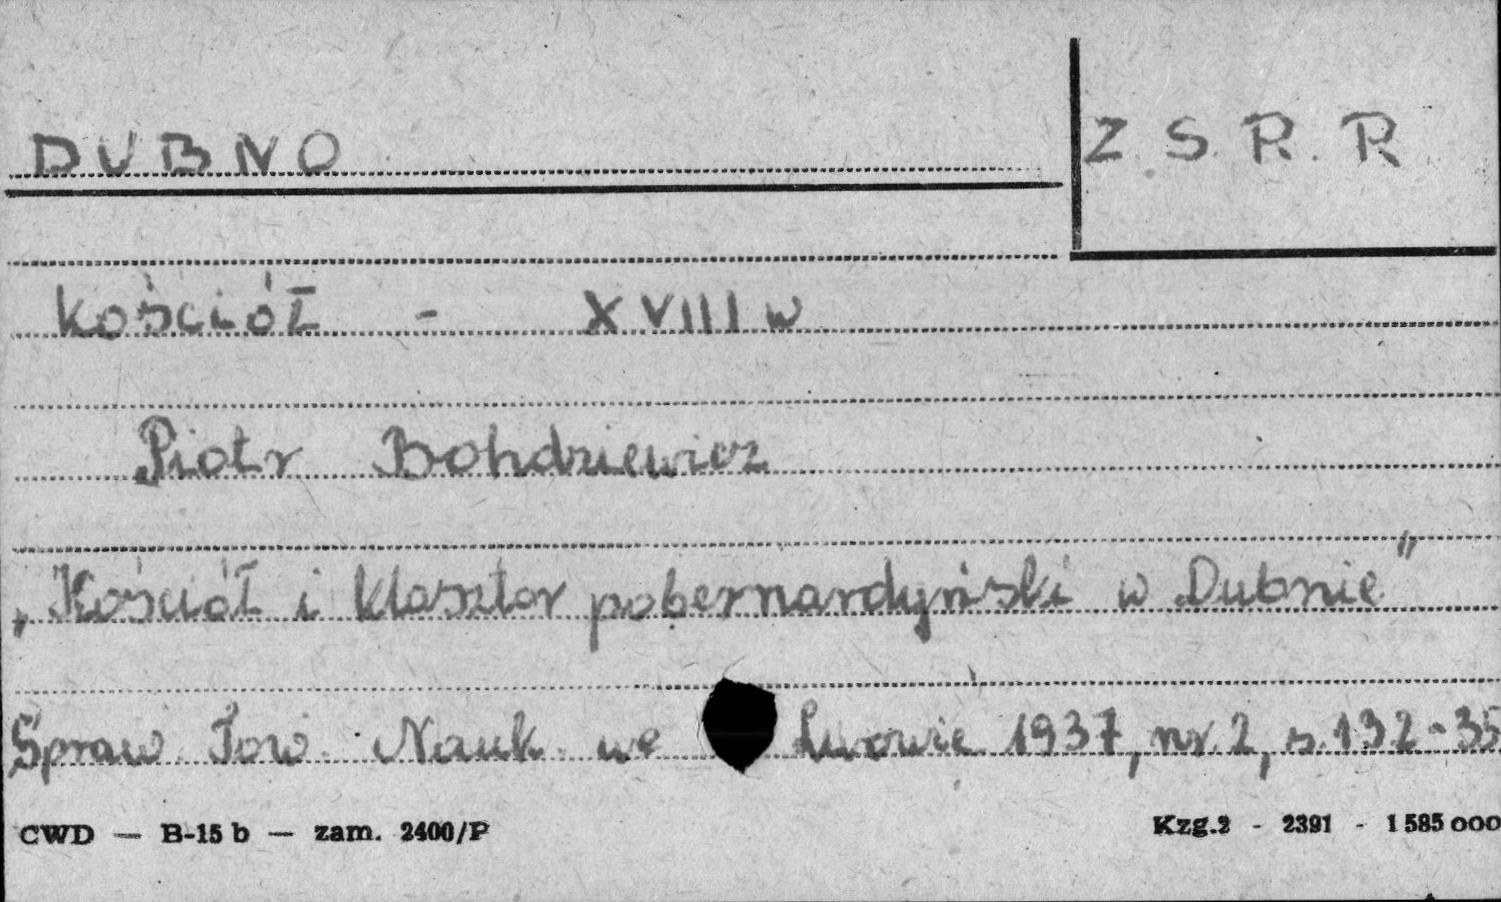 DUBNO
Z.S.R.R.
Kościół - XVIII w
Piotr Bohdziewicz
„Kościół i klasztor pobernardyński w Dubnie"
Spraw. Tow. Nauk. we Lwowie 1937, nr. 2, s. 132-35
CWD — B-15 b — zam. 2400/P
Kzg.2 - 2391 - 1 585 000